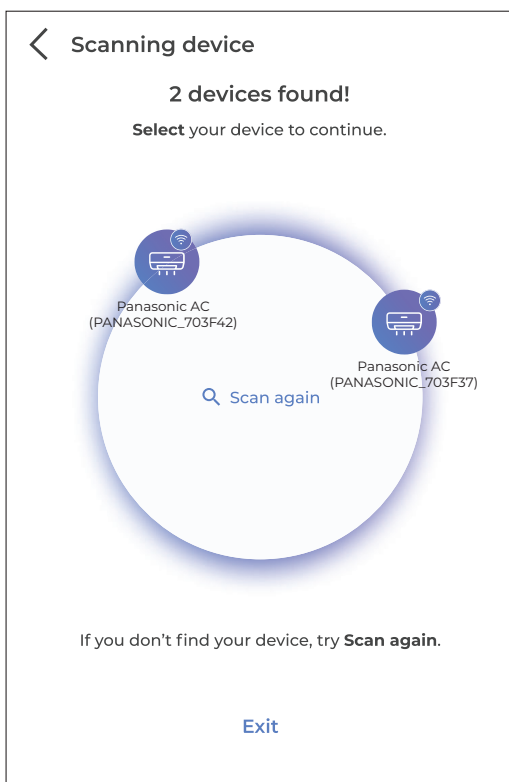 Scanning device
2 devices found!
Select your device to continue.
Panasonic AC
(PANASONIC_703F42)
Panasonic AC
(PANASONIC_703F37)
Scan again
If you don't find your device, try Scan again.
Exit